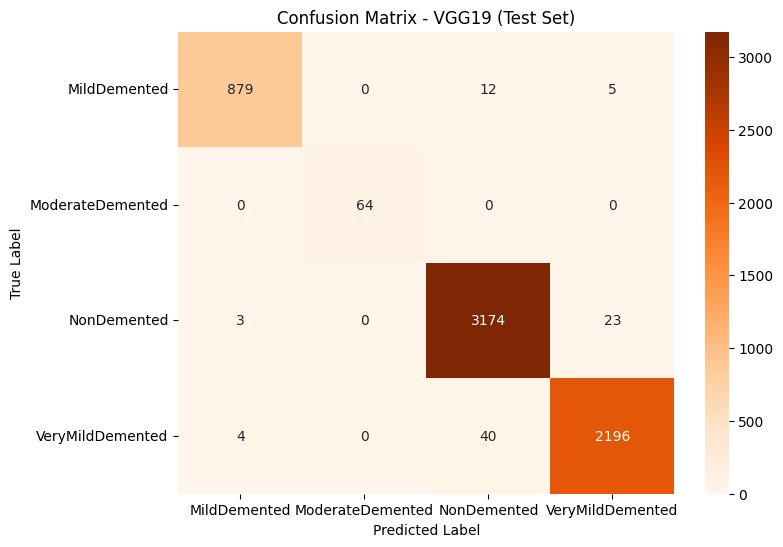 Confusion Matrix - VGG19 (Test Set)
MildDemented 879 0 12 5
ModerateDemented 0 64 0 0
NonDemented 3 0 3174 23
VeryMildDemented 4 0 40 2196
MildDemented ModerateDemented NonDemented VeryMildDemented
Predicted Label
True Label
3000
2500
2000
1500
1000
500
0